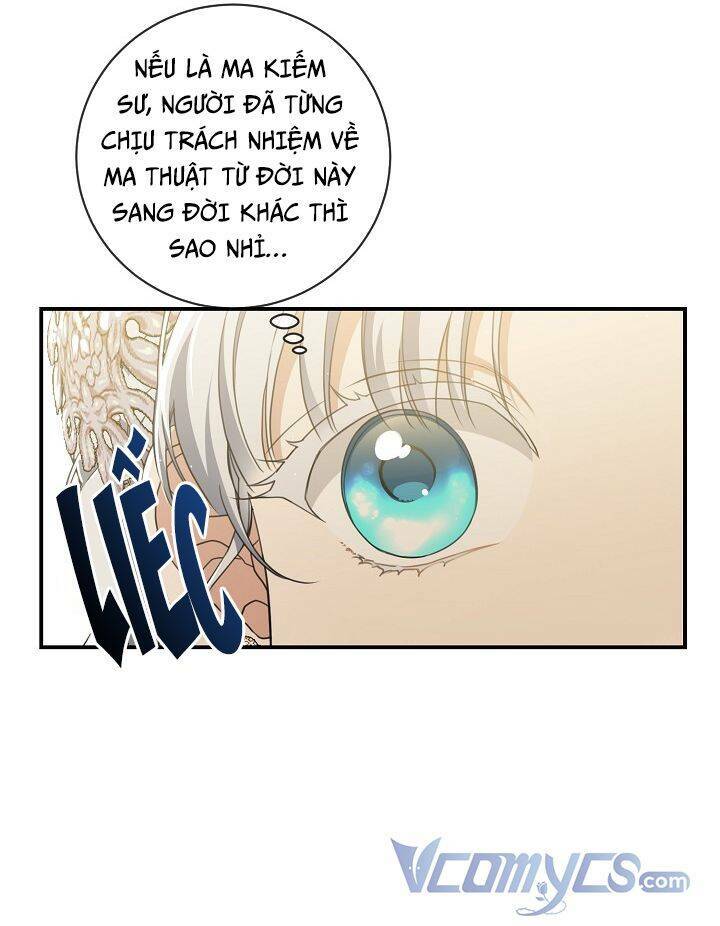 NẾU LÀ MA KIẾM
SƯ, NGƯỜI ĐÃ TỪNG
CHỊU TRÁCH NHIỆM VỀ
MA THUẬT TỪ ĐỜI NÀY
SANG ĐỜI KHÁC THÌ
SAO NHỈ...
LIẾC
VCOMYCS.com